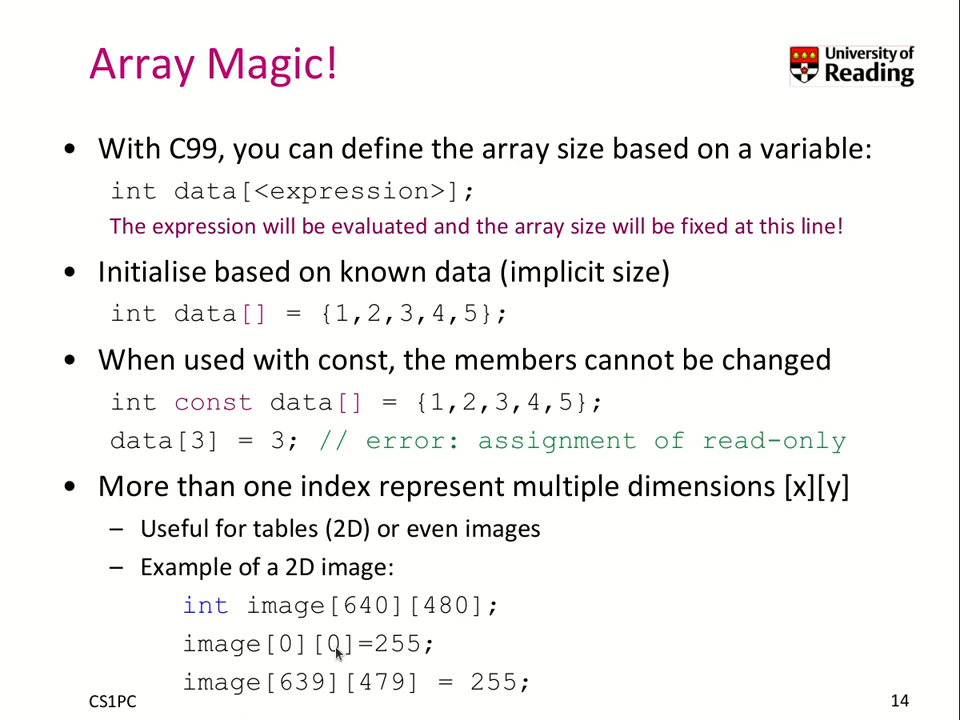 Array Magic!
University of
Reading
• With C99, you can define the array size based on a variable:
int data[<expression>];
The expression will be evaluated and the array size will be fixed at this line!
• Initialise based on known data (implicit size)
int data[] = {1,2,3,4,5};
• When used with const, the members cannot be changed
int const data[] = {1,2,3,4,5};
data[3] = 3; // error: assignment of read-only
• More than one index represent multiple dimensions [x][y]
– Useful for tables (2D) or even images
– Example of a 2D image:
int image[640][480];
image[0][0]=255;
image[639][479] = 255;
CS1PC
14